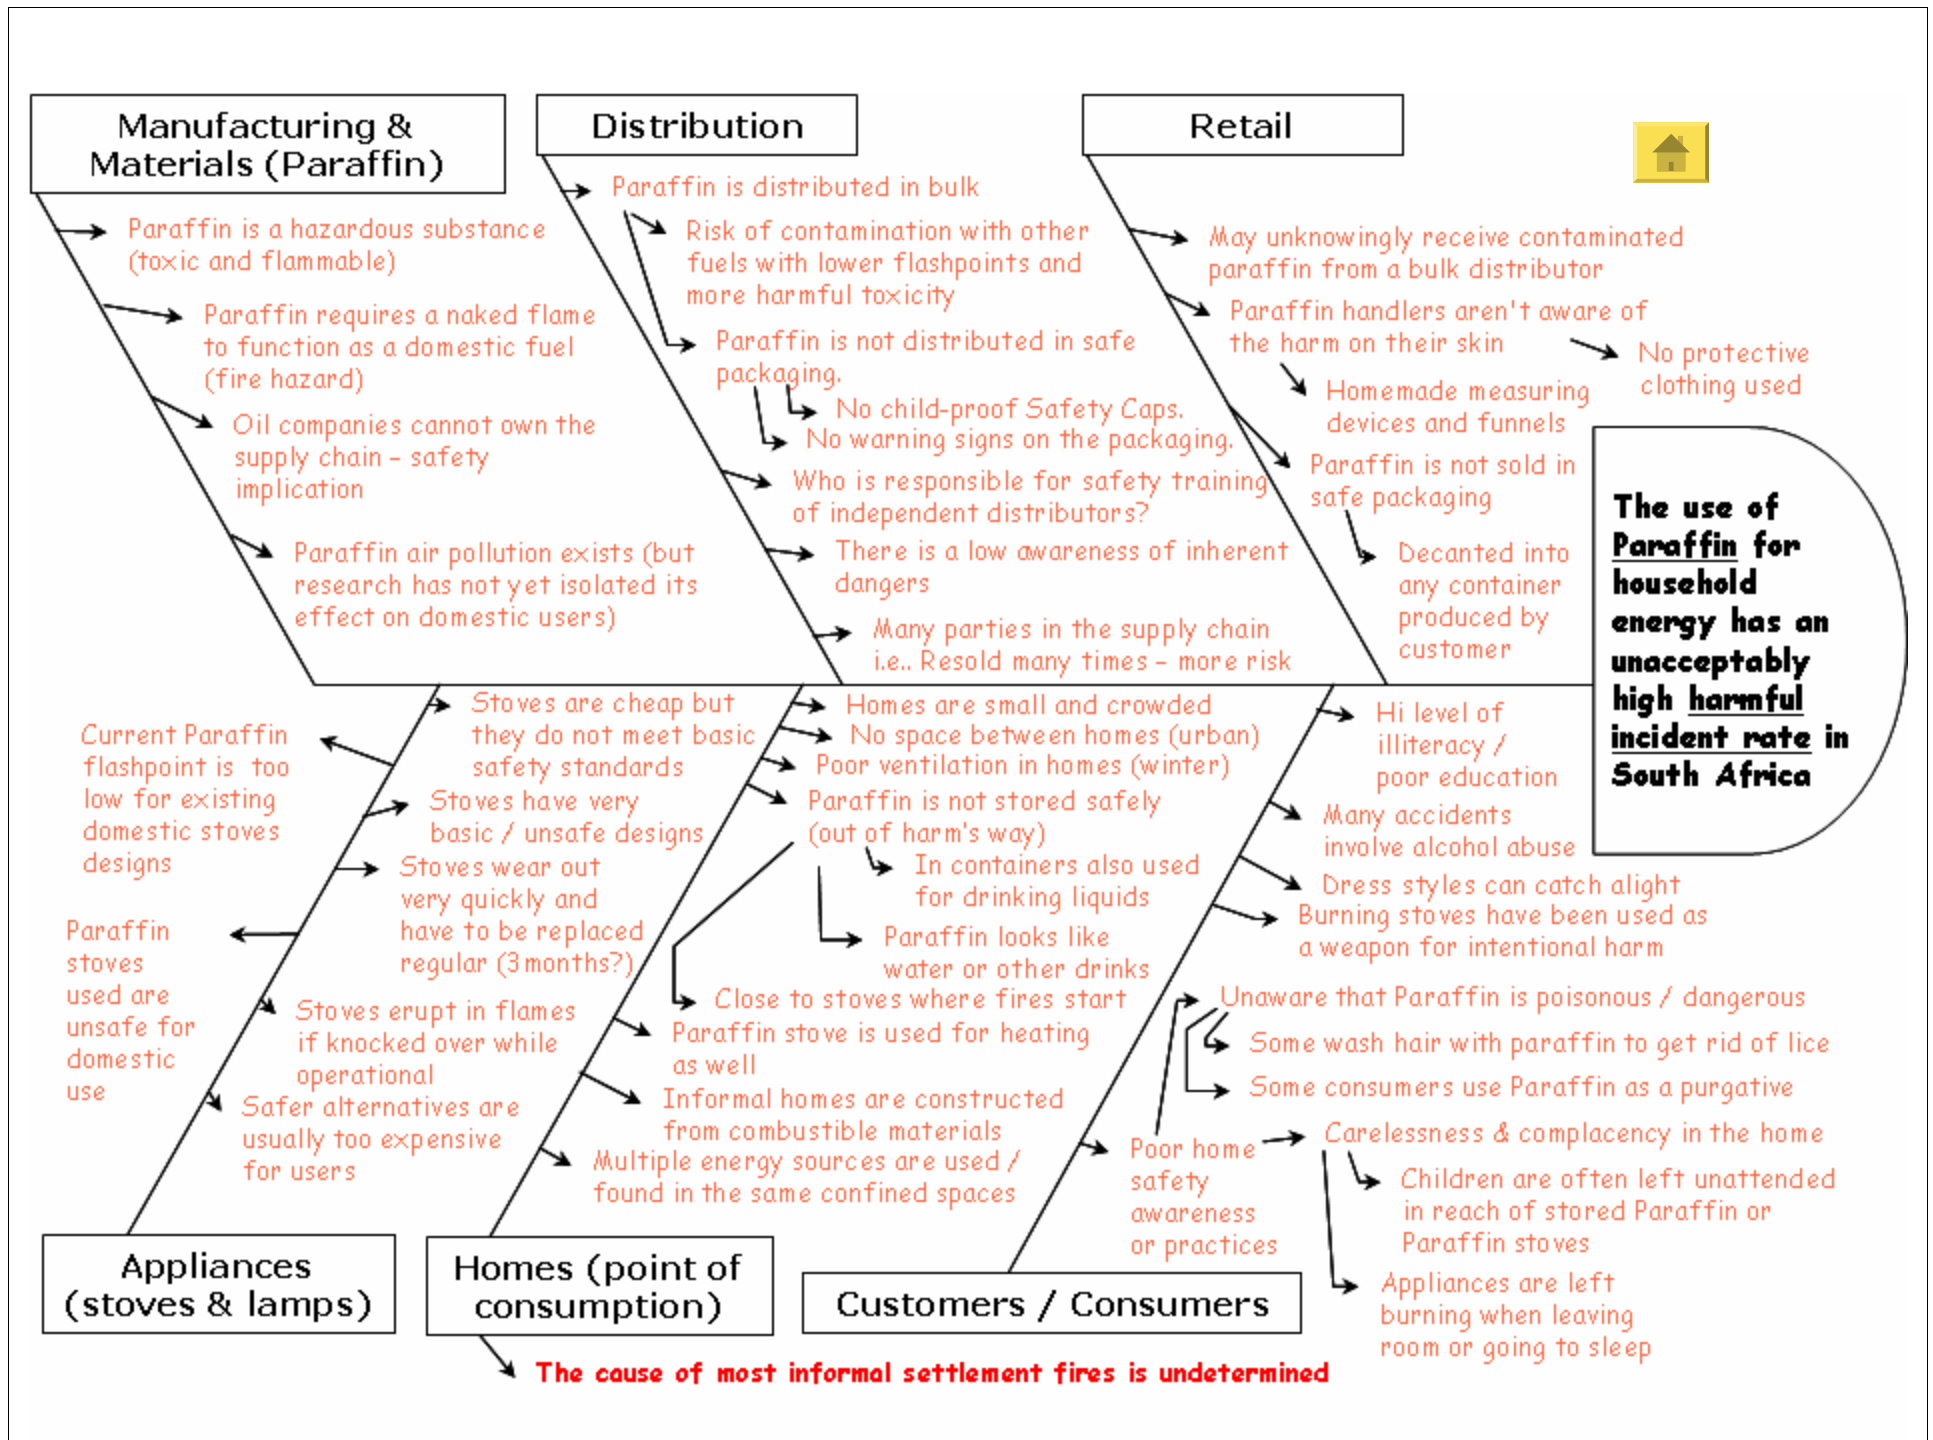 Manufacturing &
Materials (Paraffin)
Paraffin is a hazardous substance
(toxic and flammable)
Paraffin requires a naked flame
to function as a domestic fuel
(fire hazard)
Oil companies cannot own the
supply chain – safety
implication
Paraffin air pollution exists (but
research has not yet isolated its
effect on domestic users)
Distribution
Paraffin is distributed in bulk
Risk of contamination with other
fuels with lower flashpoints and
more harmful toxicity
Paraffin is not distributed in safe
packaging.
No child-proof Safety Caps.
No warning signs on the packaging.
Who is responsible for safety training
of independent distributors?
There is a low awareness of inherent
dangers
Many parties in the supply chain
i.e.. Resold many times – more risk
Retail
May unknowingly receive contaminated
paraffin from a bulk distributor
Paraffin handlers aren't aware of
the harm on their skin
No protective
clothing used
Homemade measuring
devices and funnels
Paraffin is not sold in
safe packaging
Decanted into
any container
produced by
customer
The use of
Paraffin for
household
energy has an
unacceptably
high harmful
incident rate in
South Africa
Current Paraffin
flashpoint is too
low for existing
domestic stoves
designs
Paraffin
stoves
used are
unsafe for
domestic
use
Stoves are cheap but
they do not meet basic
safety standards
Stoves have very
basic / unsafe designs
Stoves wear out
very quickly and
have to be replaced
regular (3months?)
Stoves erupt in flames
if knocked over while
operational
Safer alternatives are
usually too expensive
for users
Appliances
(stoves & lamps)
Homes are small and crowded
No space between homes (urban)
Poor ventilation in homes (winter)
Paraffin is not stored safely
(out of harm's way)
In containers also used
for drinking liquids
Paraffin looks like
water or other drinks
Close to stoves where fires start
Paraffin stove is used for heating
as well
Informal homes are constructed
from combustible materials
Multiple energy sources are used /
found in the same confined spaces
Homes (point of
consumption)
The cause of most informal settlement fires is undetermined
Hi level of
illiteracy /
poor education
Many accidents
involve alcohol abuse
Dress styles can catch alight
Burning stoves have been used as
a weapon for intentional harm
Unaware that Paraffin is poisonous / dangerous
Some wash hair with paraffin to get rid of lice
Some consumers use Paraffin as a purgative
Poor home
safety
awareness
or practices
Carelessness & complacency in the home
Children are often left unattended
in reach of stored Paraffin or
Paraffin stoves
Appliances are left
burning when leaving
room or going to sleep
Customers / Consumers